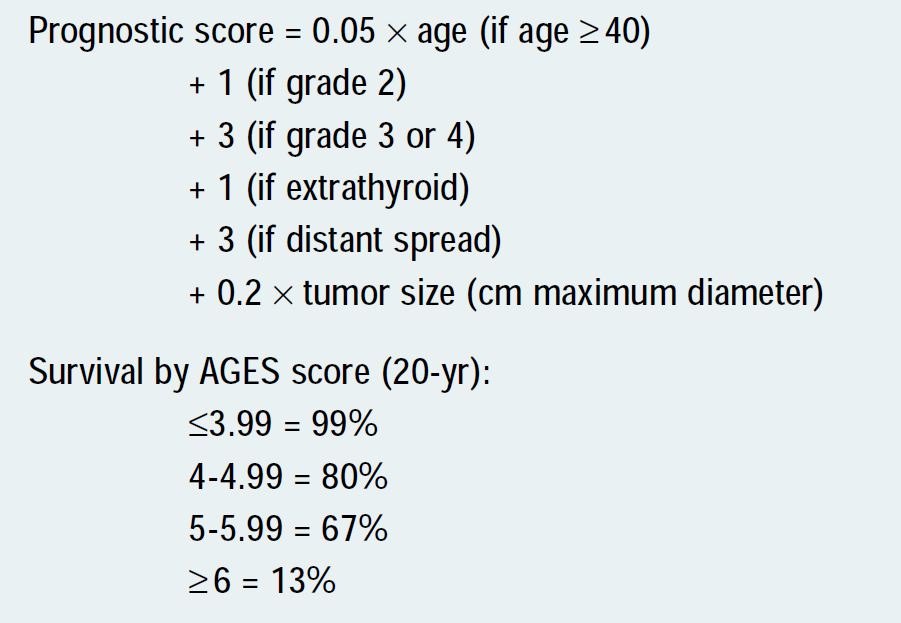 Prognostic score = 0.05 × age (if age ≥ 40)
+ 1 (if grade 2)
+ 3 (if grade 3 or 4)
+ 1 (if extrathyroid)
+ 3 (if distant spread)
+ 0.2 × tumor size (cm maximum diameter)
Survival by AGES score (20-yr):
≤3.99 = 99%
4-4.99 = 80%
5-5.99 = 67%
≥6 = 13%